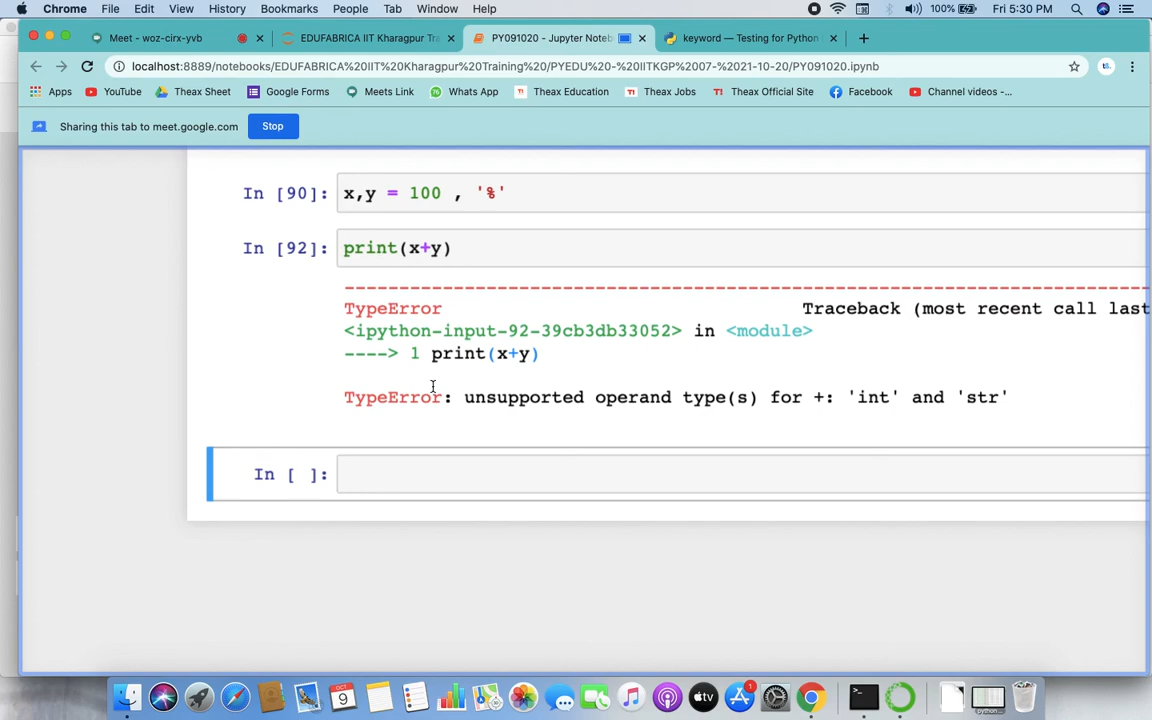 Chrome File Edit View History Bookmarks People Tab Window Help 100% Fri 5:30 PM
Meet - woz-cirx-yvb EDUFABRICA IIT Kharagpur Tra PY091020 - Jupyter Noteb keyword — Testing for Python
localhost:8889/notebooks/EDUFABRICA%20IIT%20Kharagpur%20Training%20/PYEDU%20-%20IITKGP%2007-%2021-10-20/PY091020.ipynb
Apps YouTube Theax Sheet Google Forms Meets Link Whats App Theax Education Theax Jobs Theax Official Site Facebook Channel videos -...
Sharing this tab to meet.google.com Stop
In [90]: x,y = 100 , '%'
In [92]: print(x+y)
TypeError Traceback (most recent call last
<ipython-input-92-39cb3db33052> in <module>
----> 1 print(x+y)
TypeError: unsupported operand type(s) for +: 'int' and 'str'
In [ ]: